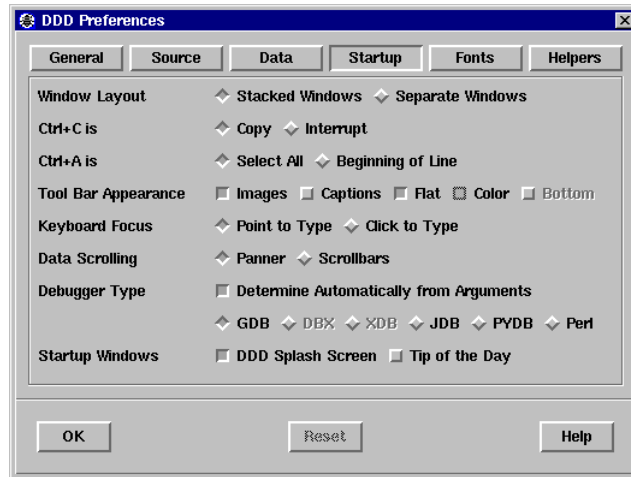 DDD Preferences
General Source Data Startup Fonts Helpers
Window Layout Stacked Windows Separate Windows
Ctrl+C is Copy Interrupt
Ctrl+A is Select All Beginning of Line
Tool Bar Appearance Images Captions Flat Color Bottom
Keyboard Focus Point to Type Click to Type
Data Scrolling Panner Scrollbars
Debugger Type Determine Automatically from Arguments
GDB DBX XDB JDB PYDB Perl
Startup Windows DDD Splash Screen Tip of the Day
OK Reset Help